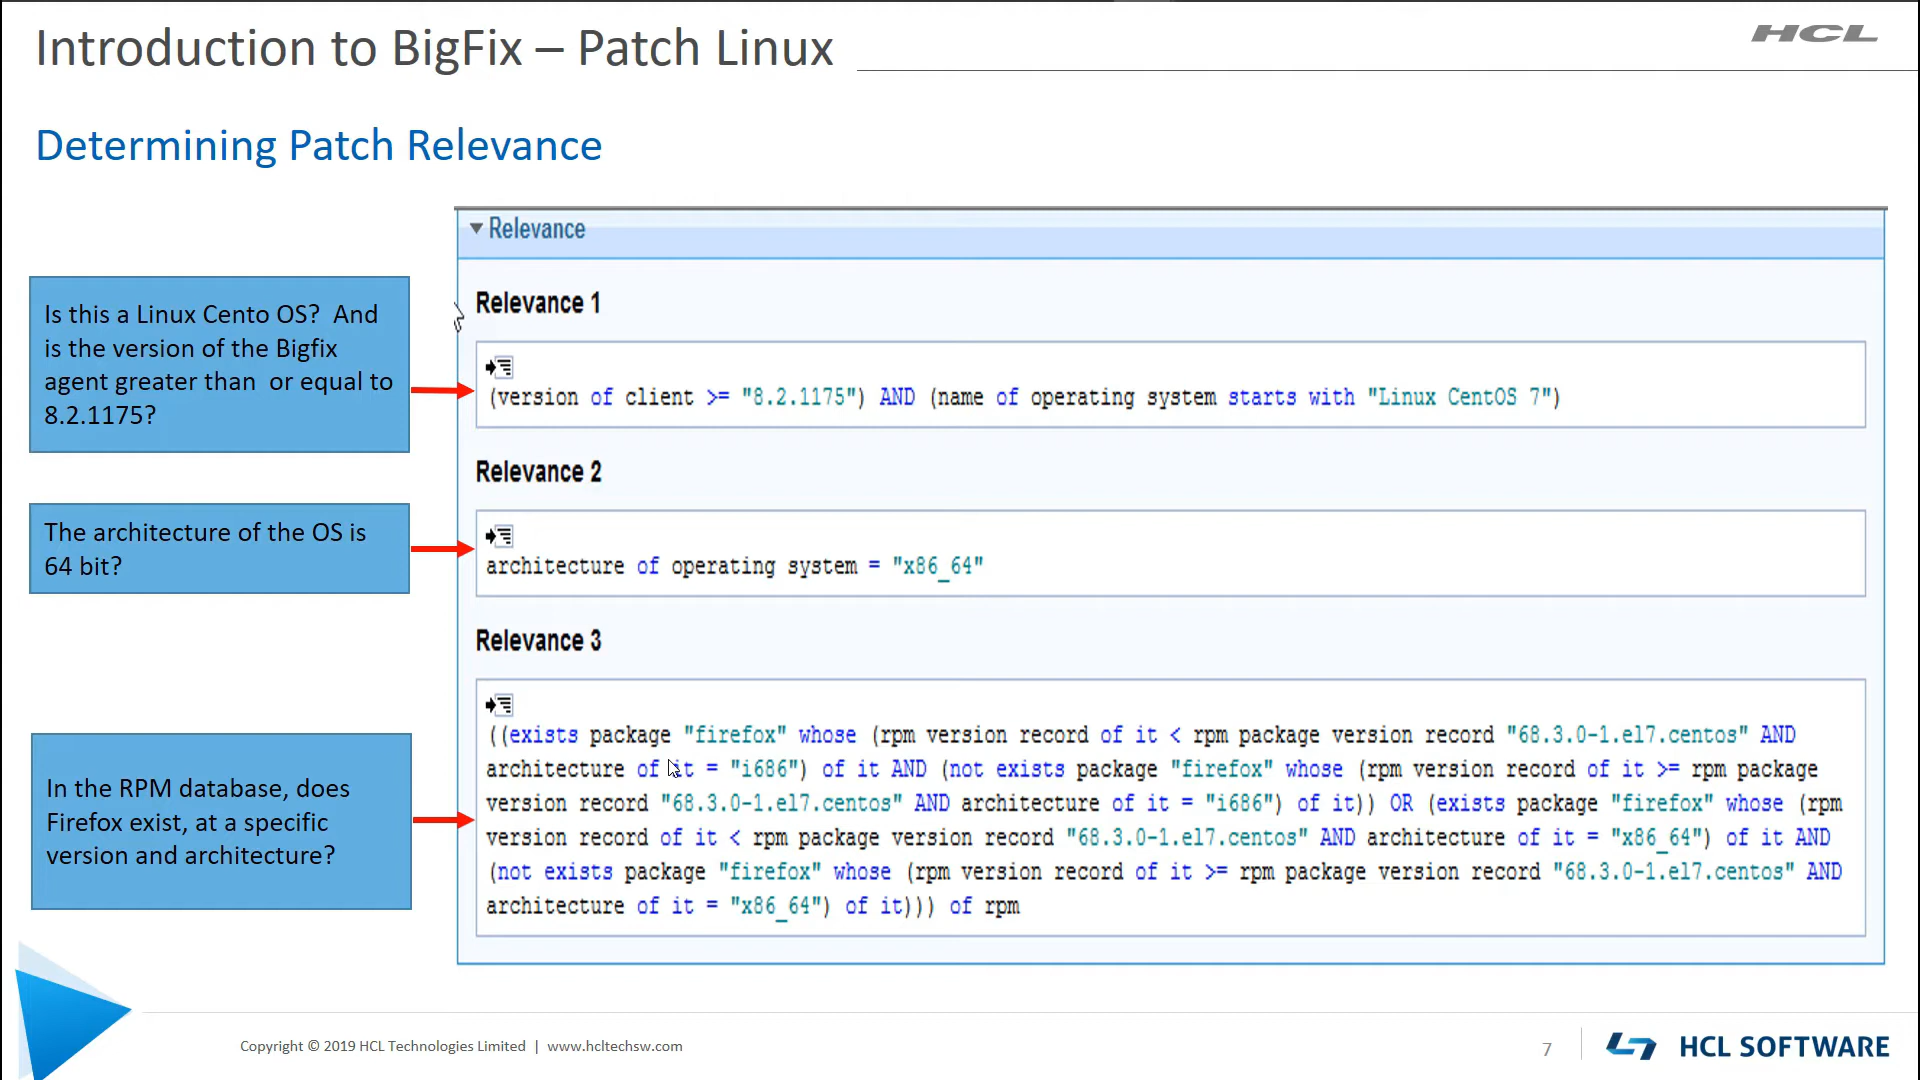 Introduction to BigFix – Patch Linux
HCL
Determining Patch Relevance
Relevance
Is this a Linux Cento OS?  And
is the version of the Bigfix
agent greater than  or equal to
8.2.1175?
Relevance 1
(version of client >= "8.2.1175") AND (name of operating system starts with "Linux CentOS 7")
Relevance 2
The architecture of the OS is
64 bit?
architecture of operating system = "x86_64"
Relevance 3
In the RPM database, does
Firefox exist, at a specific
version and architecture?
((exists package "firefox" whose (rpm version record of it < rpm package version record "68.3.0-1.el7.centos" AND
architecture of it = "i686") of it AND (not exists package "firefox" whose (rpm version record of it >= rpm package
version record "68.3.0-1.el7.centos" AND architecture of it = "i686") of it)) OR (exists package "firefox" whose (rpm
version record of it < rpm package version record "68.3.0-1.el7.centos" AND architecture of it = "x86_64") of it AND
(not exists package "firefox" whose (rpm version record of it >= rpm package version record "68.3.0-1.el7.centos" AND
architecture of it = "x86_64") of it))) of rpm
Copyright © 2019 HCL Technologies Limited  |  www.hcltechsw.com
7
HCL SOFTWARE